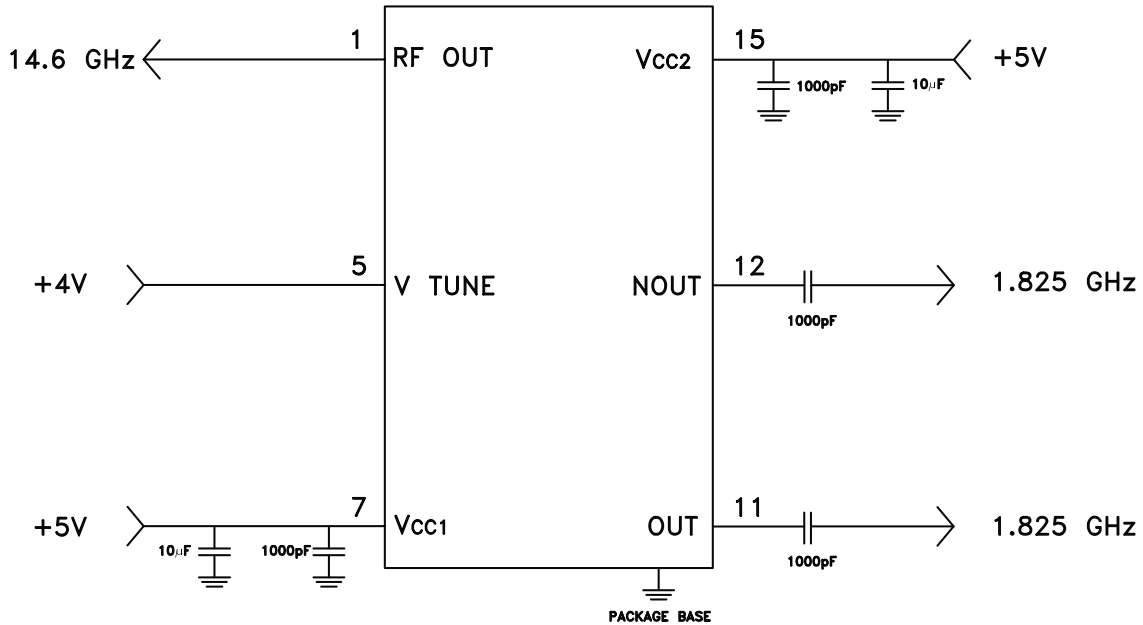 14.6 GHz
1
RF OUT
VCC2
15
+5V
1000pF
10µF
+4V
5
V TUNE
NOUT
12
1.825 GHz
1000pF
+5V
7
VCC1
10µF
1000pF
OUT
11
1.825 GHz
1000pF
PACKAGE BASE